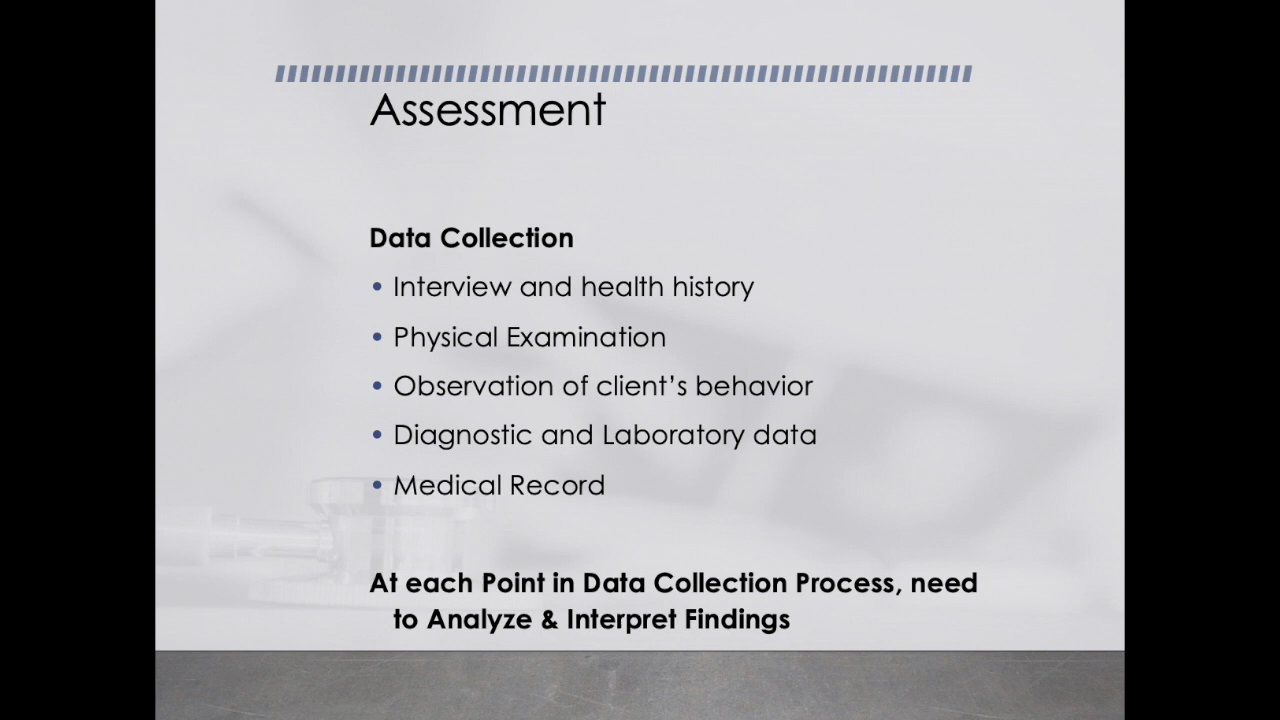 Assessment
Data Collection
• Interview and health history
• Physical Examination
• Observation of client’s behavior
• Diagnostic and Laboratory data
• Medical Record
At each Point in Data Collection Process, need
to Analyze & Interpret Findings